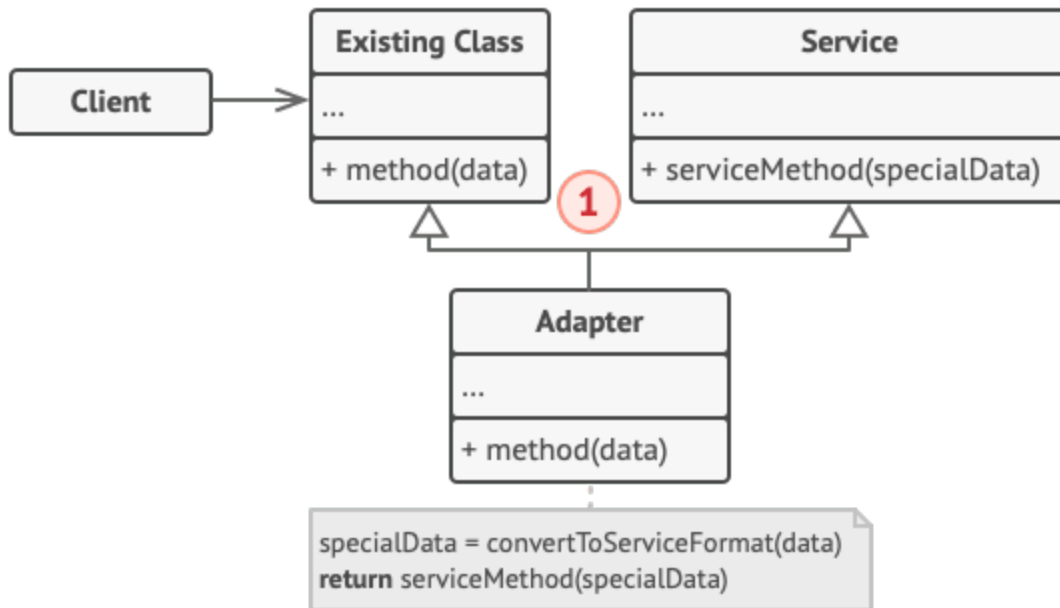 Client
Existing Class
...
+ method(data)
Service
...
+ serviceMethod(specialData)
1
Adapter
...
+ method(data)
specialData = convertToServiceFormat(data)
return serviceMethod(specialData)